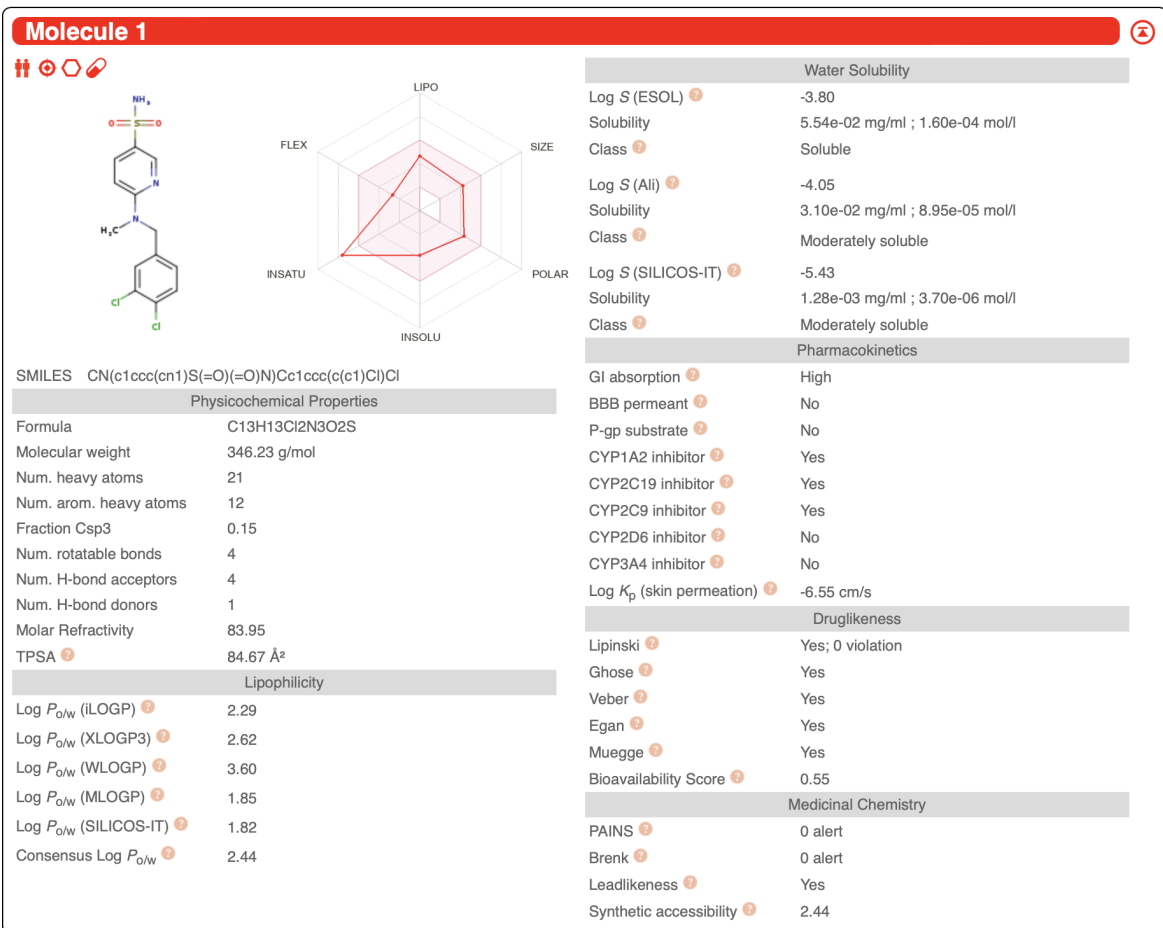 Molecule 1
NH₂
O S O
N
N
H₃C
Cl
Cl
LIPO
FLEX
SIZE
INSATU
POLAR
INSOLU
SMILES CN(c1ccc(cn1)S(=O)(=O)N)Cc1ccc(c(c1)Cl)Cl
Physicochemical Properties
Formula C13H13Cl2N3O2S
Molecular weight 346.23 g/mol
Num. heavy atoms 21
Num. arom. heavy atoms 12
Fraction Csp3 0.15
Num. rotatable bonds 4
Num. H-bond acceptors 4
Num. H-bond donors 1
Molar Refractivity 83.95
TPSA ? 84.67 Å²
Lipophilicity
Log Po/w (iLOGP) ? 2.29
Log Po/w (XLOGP3) ? 2.62
Log Po/w (WLOGP) ? 3.60
Log Po/w (MLOGP) ? 1.85
Log Po/w (SILICOS-IT) ? 1.82
Consensus Log Po/w ? 2.44
Water Solubility
Log S (ESOL) ? -3.80
Solubility 5.54e-02 mg/ml ; 1.60e-04 mol/l
Class ? Soluble
Log S (Ali) ? -4.05
Solubility 3.10e-02 mg/ml ; 8.95e-05 mol/l
Class ? Moderately soluble
Log S (SILICOS-IT) ? -5.43
Solubility 1.28e-03 mg/ml ; 3.70e-06 mol/l
Class ? Moderately soluble
Pharmacokinetics
GI absorption ? High
BBB permeant ? No
P-gp substrate ? No
CYP1A2 inhibitor ? Yes
CYP2C19 inhibitor ? Yes
CYP2C9 inhibitor ? Yes
CYP2D6 inhibitor ? No
CYP3A4 inhibitor ? No
Log Kp (skin permeation) ? -6.55 cm/s
Druglikeness
Lipinski ? Yes; 0 violation
Ghose ? Yes
Veber ? Yes
Egan ? Yes
Muegge ? Yes
Bioavailability Score ? 0.55
Medicinal Chemistry
PAINS ? 0 alert
Brenk ? 0 alert
Leadlikeness ? Yes
Synthetic accessibility ? 2.44